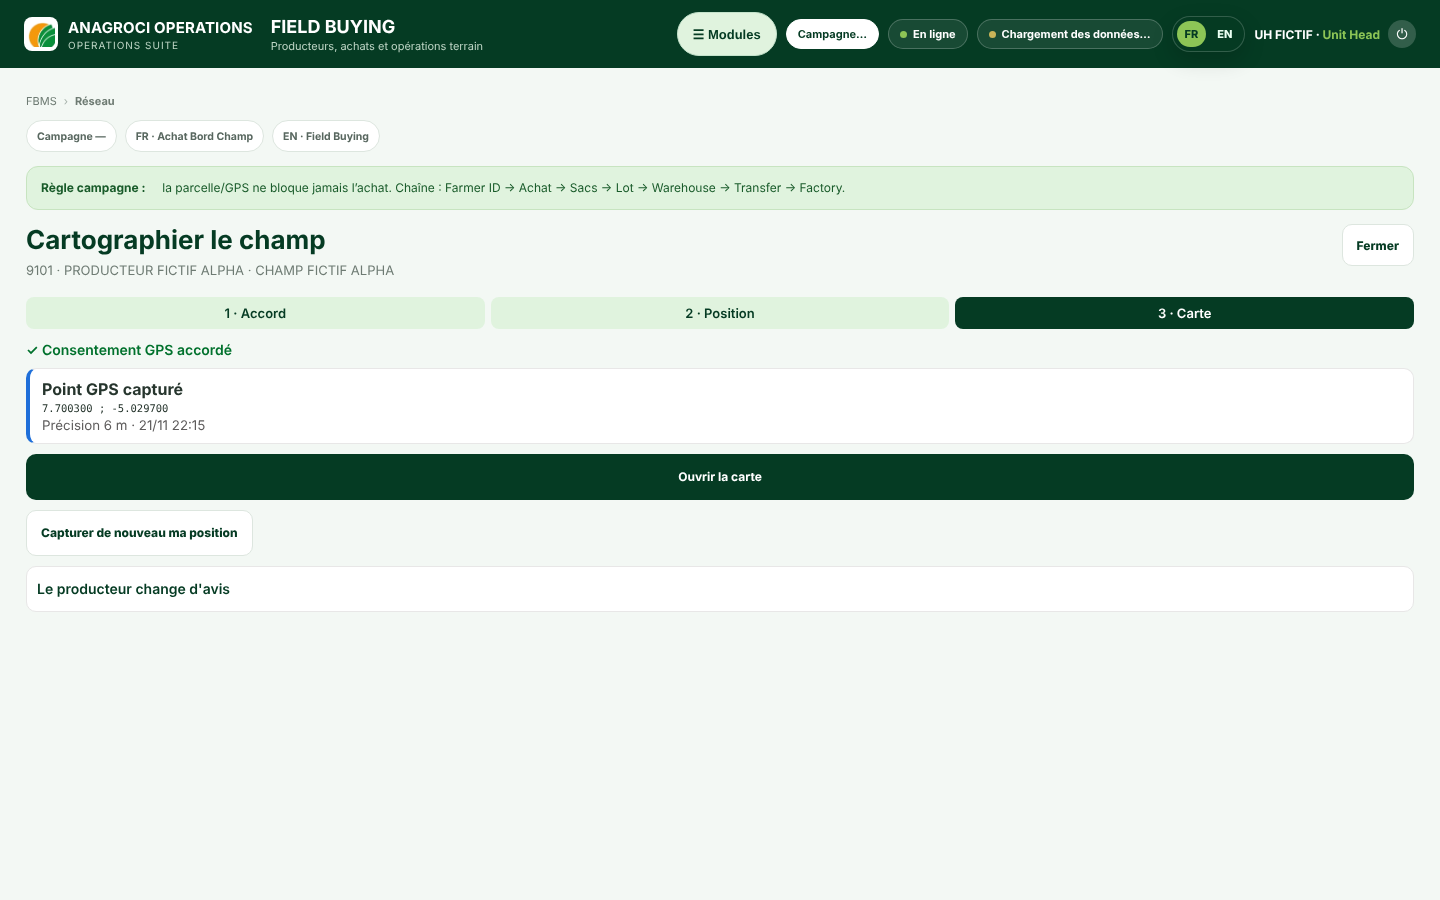 ANAGROCI OPERATIONS
OPERATIONS SUITE
FIELD BUYING
Producteurs, achats et opérations terrain
☰ Modules
Campagne...
En ligne
Chargement des données...
FR EN
UH FICTIF · Unit Head
FBMS › Réseau
Campagne —
FR · Achat Bord Champ
EN · Field Buying
Règle campagne : la parcelle/GPS ne bloque jamais l'achat. Chaîne : Farmer ID → Achat → Sacs → Lot → Warehouse → Transfer → Factory.
Cartographier le champ
Fermer
9101 · PRODUCTEUR FICTIF ALPHA · CHAMP FICTIF ALPHA
1 · Accord
2 · Position
3 · Carte
✓ Consentement GPS accordé
Point GPS capturé
7.700300 ; -5.029700
Précision 6 m · 21/11 22:15
Ouvrir la carte
Capturer de nouveau ma position
Le producteur change d'avis